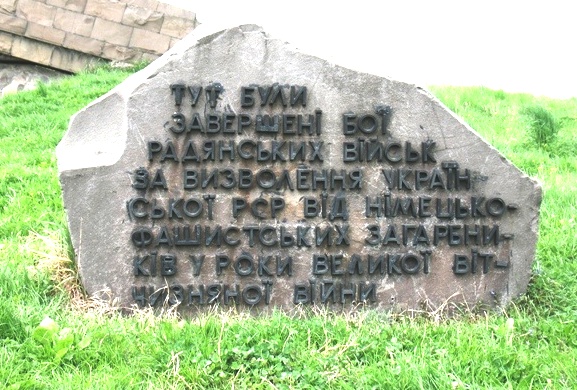 ТУТ БУЛИ
ЗАВЕРШЕНІ БОЇ
РАДЯНСЬКИХ ВІЙСЬК
ЗА ВИЗВОЛЕННЯ УКРАЇН-
СЬКОЇ РСР ВІД НІМЕЦЬКО-
ФАШИСТСЬКИХ ЗАГАРБНИ-
КІВ У РОКИ ВЕЛИКОЇ ВІТ-
ЧИЗНЯНОЇ ВІЙНИ